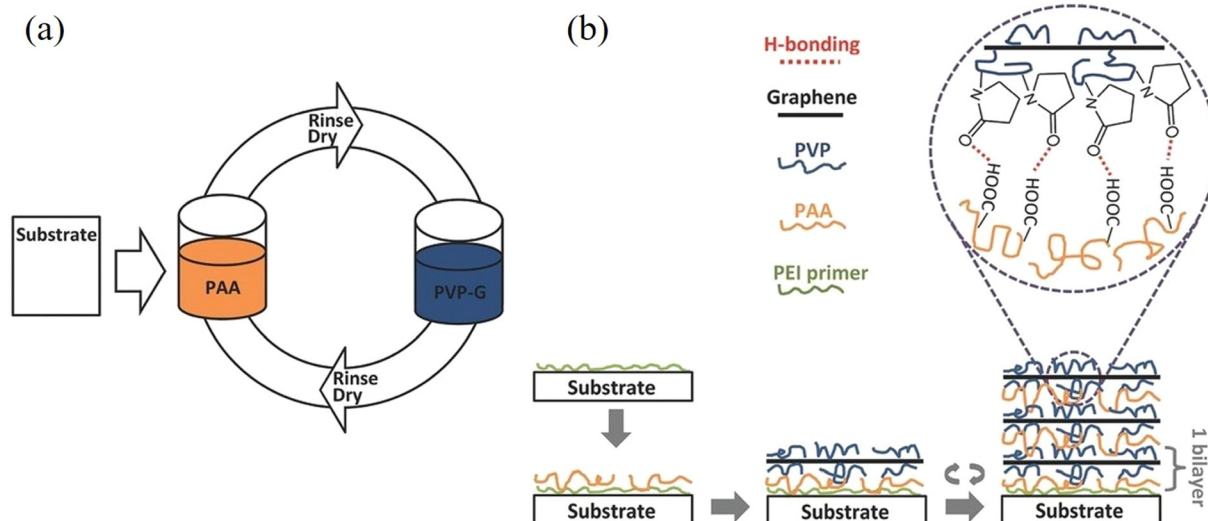 (a)
Substrate
Rinse
Dry
PAA
PVP-G
Rinse
Dry
(b)
H-bonding
Graphene
PVP
PAA
PEI primer
N
N
N
N
O
O
O
O
HOOC
HOOC
HOOC
HOOC
Substrate
Substrate
Substrate
Substrate
1 bilayer